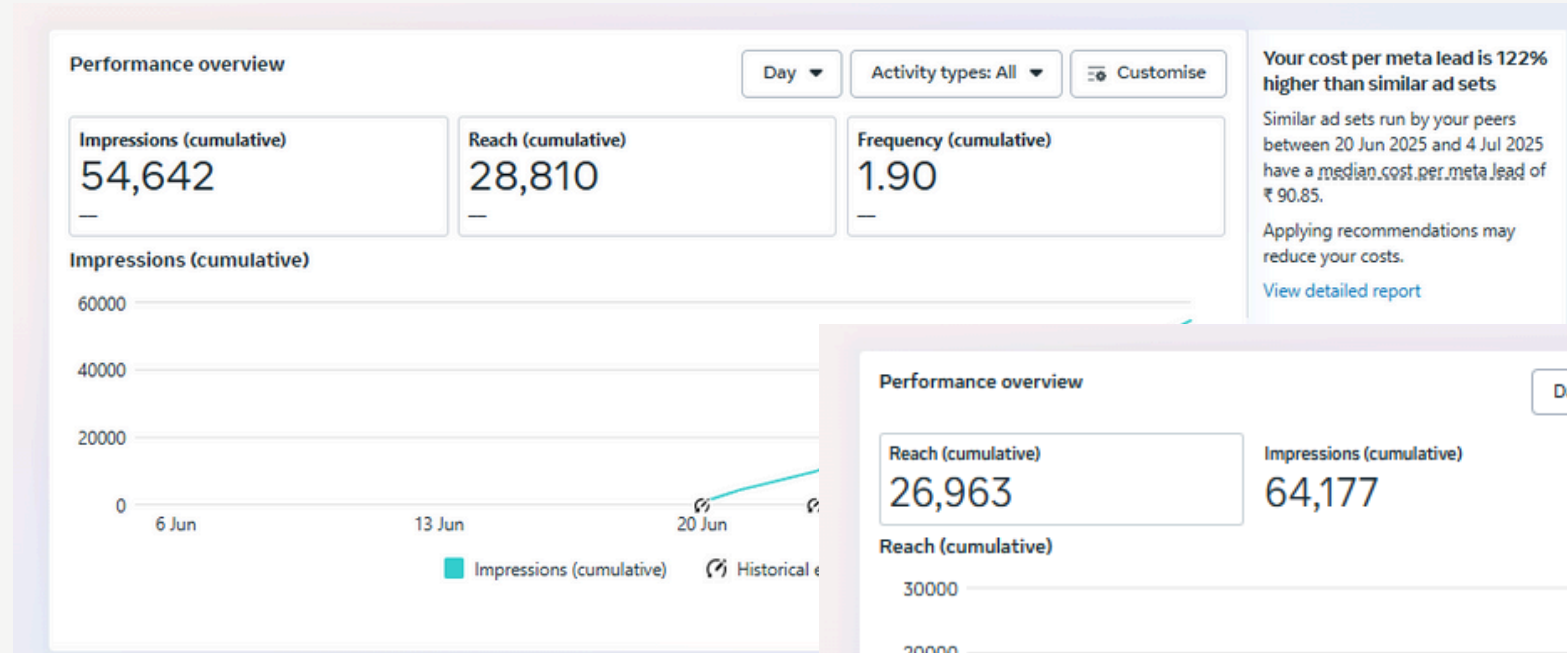 Performance overview
Day
Activity types: All
Customise
Impressions (cumulative)
54,642
—
Reach (cumulative)
28,810
—
Frequency (cumulative)
1.90
—
Impressions (cumulative)
60000
40000
20000
0
6 Jun
13 Jun
20 Jun
Impressions (cumulative)
Historical e
Your cost per meta lead is 122%
higher than similar ad sets
Similar ad sets run by your peers
between 20 Jun 2025 and 4 Jul 2025
have a median cost per meta lead of
₹ 90.85.
Applying recommendations may
reduce your costs.
View detailed report
Performance overview
Reach (cumulative)
26,963
Impressions (cumulative)
64,177
Reach (cumulative)
30000